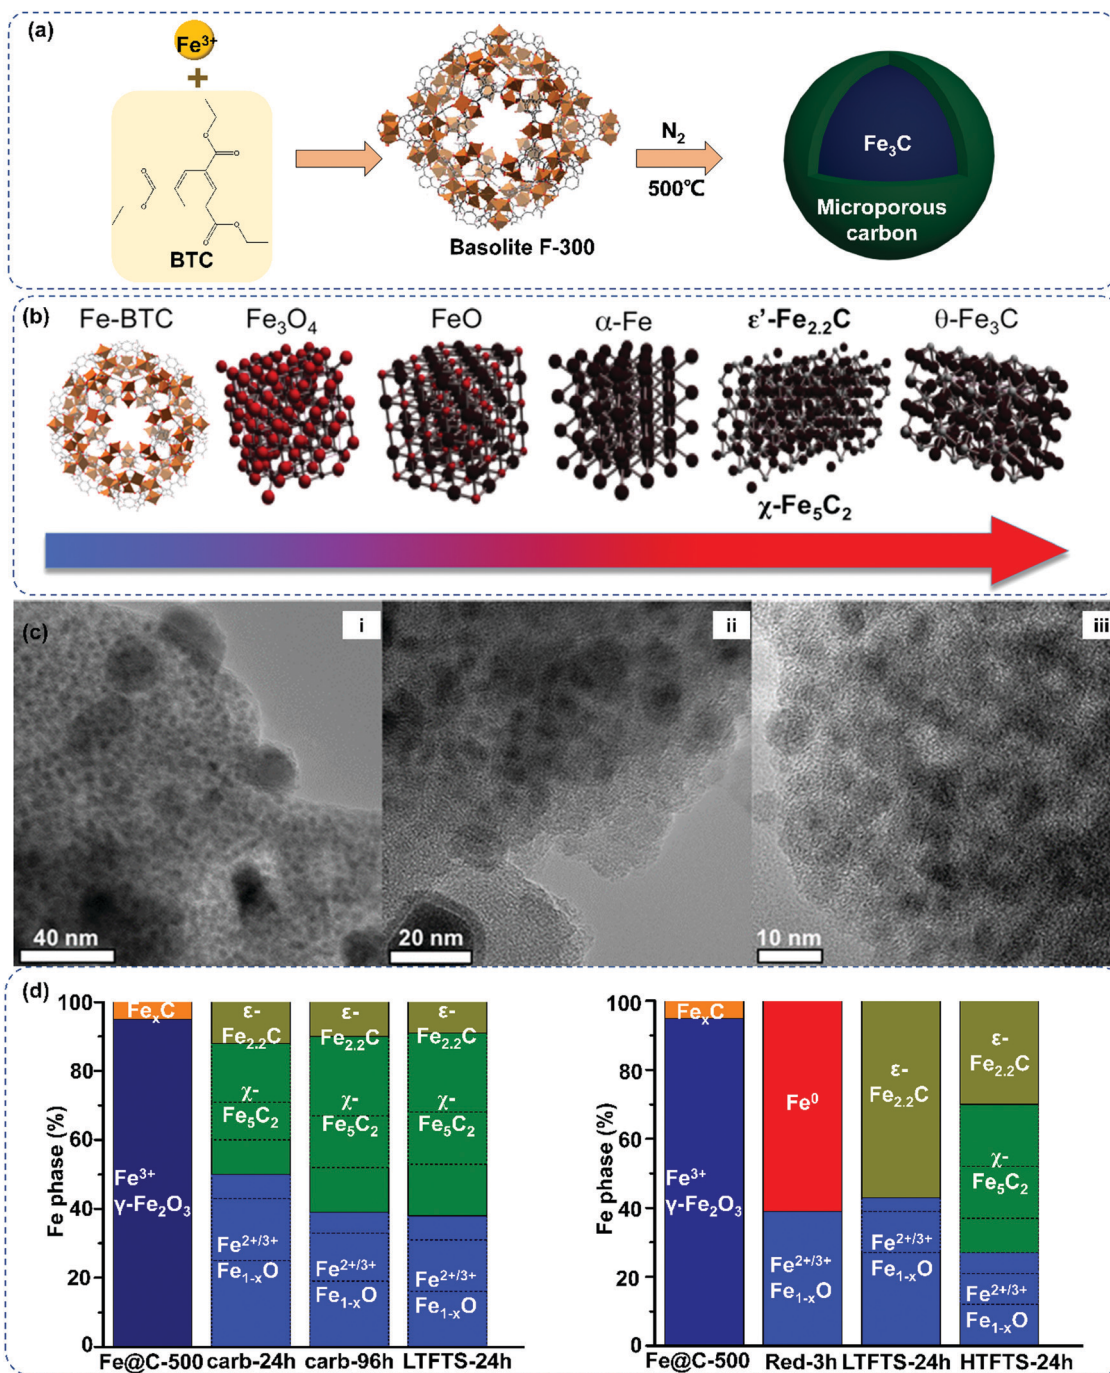 (a)
Fe³⁺
+
BTC
Basolite F-300
N₂
500℃
Fe₃C
Microporous
carbon
(b)
Fe-BTC
Fe₃O₄
FeO
α-Fe
ε'-Fe₂.₂C
θ-Fe₃C
χ-Fe₅C₂
(c)
i
ii
iii
40 nm
20 nm
10 nm
(d)
Fe phase (%)
100
80
60
40
20
0
FeₓC
Fe³⁺
γ-Fe₂O₃
ε-
Fe₂.₂C
χ-
Fe₅C₂
Fe²⁺/³⁺
Fe₁₋ₓO
ε-
Fe₂.₂C
χ-
Fe₅C₂
Fe²⁺/³⁺
Fe₁₋ₓO
ε-
Fe₂.₂C
χ-
Fe₅C₂
Fe²⁺/³⁺
Fe₁₋ₓO
Fe@C-500 carb-24h carb-96h LTFTS-24h
Fe phase (%)
100
80
60
40
20
0
FeₓC
Fe³⁺
γ-Fe₂O₃
Fe⁰
Fe²⁺/³⁺
Fe₁₋ₓO
ε-
Fe₂.₂C
Fe²⁺/³⁺
Fe₁₋ₓO
ε-
Fe₂.₂C
χ-
Fe₅C₂
Fe²⁺/³⁺
Fe₁₋ₓO
Fe@C-500 Red-3h LTFTS-24h HTFTS-24h